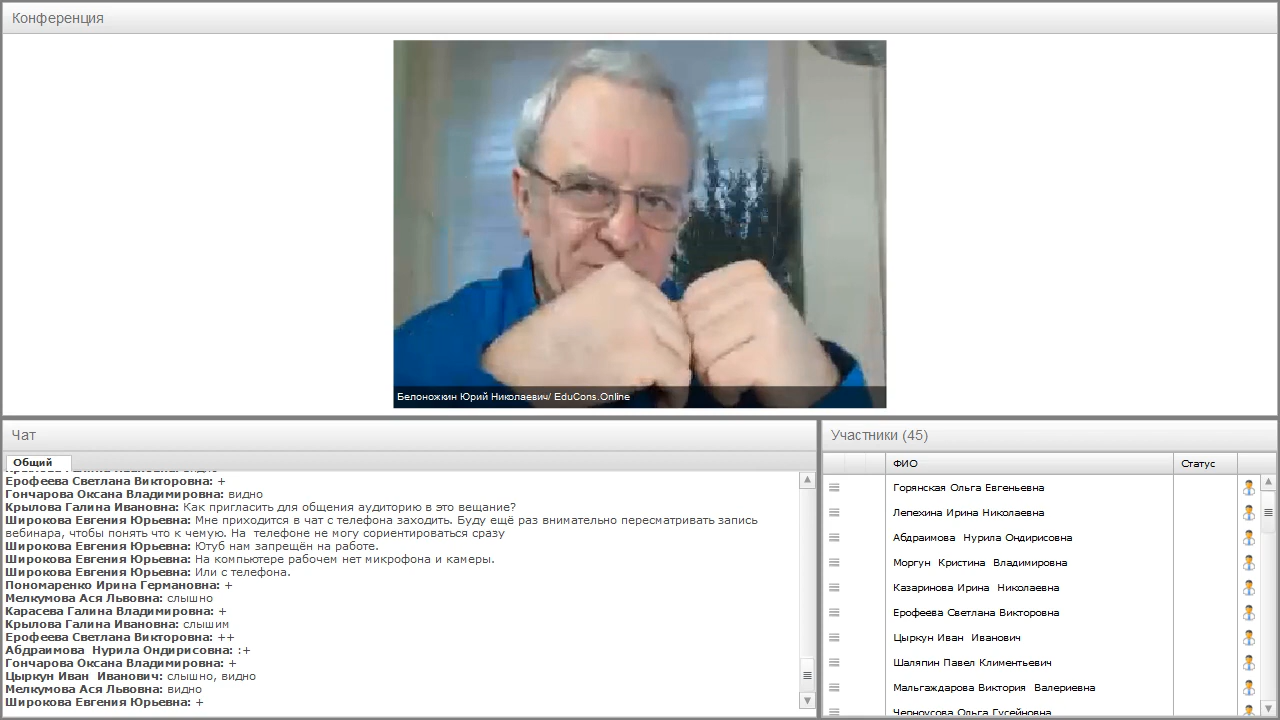 Конференция
Белоножкин Юрий Николаевич/ EduCons.Online
Чат
Общий
Ерофеева Светлана Викторовна: +
Гончарова Оксана Владимировна: видно
Крылова Галина Ивановна: Как пригласить для общения аудиторию в это вещание?
Широкова Евгения Юрьевна: Мне приходится в чат с телефона заходить. Буду ещё раз внимательно пересматривать запись
вебинара, чтобы понять что к чемую. На  телефоне не могу сориентироваться сразу
Широкова Евгения Юрьевна: Ютуб нам запрещён на работе.
Широкова Евгения Юрьевна: На компьютере рабочем нет микрофона и камеры.
Широкова Евгения Юрьевна: Или с телефона.
Пономаренко Ирина Германовна: +
Мелкумова Ася Львовна: слышно
Карасева Галина Владимировна: +
Крылова Галина Ивановна: слышим
Ерофеева Светлана Викторовна: ++
Абдраимова  Нурила Ондирисовна: :+
Гончарова Оксана Владимировна: +
Цыркун Иван  Иванович: слышно, видно
Мелкумова Ася Львовна: видно
Широкова Евгения Юрьевна: +
Участники (45)
ФИО Статус
Горянская Ольга Евгеньевна
Лепехина Ирина Николаевна
Абдраимова  Нурила Ондирисовна
Моргун  Кристина  Владимировна
Казаринова Ирина  Николаевна
Ерофеева Светлана Викторовна
Цыркун Иван  Иванович
Шаляпин Павел Климентьевич
Мальгаждарова Виктория  Валериевна
Черноусова Ольга Гусейновна